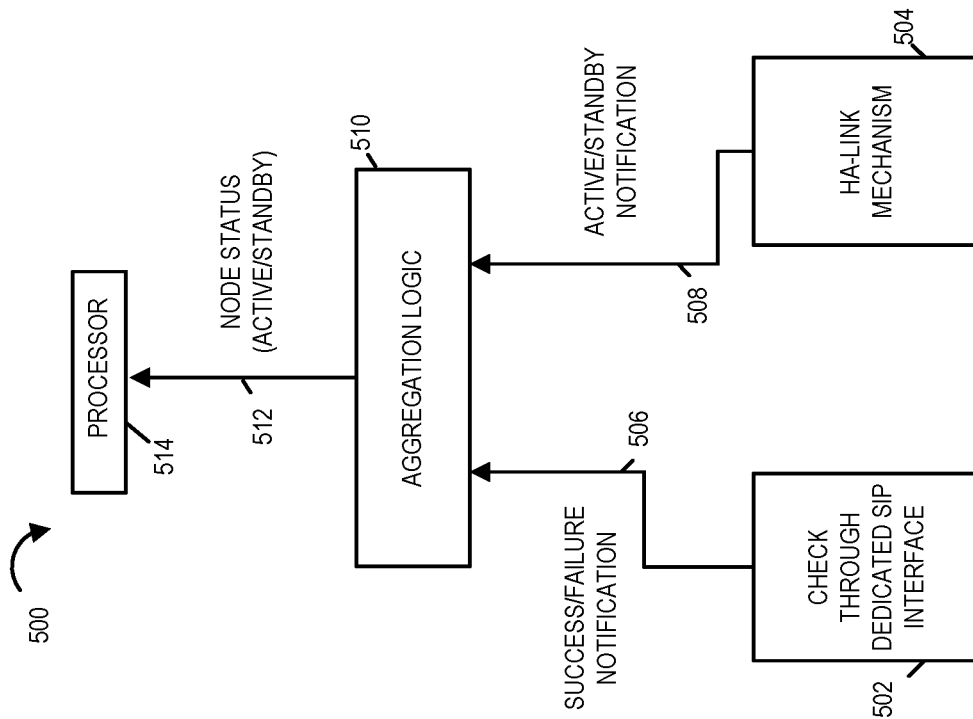 500
PROCESSOR
514
NODE STATUS
(ACTIVE/STANDBY)
512
510
AGGREGATION LOGIC
SUCCESS/FAILURE
NOTIFICATION
506
ACTIVE/STANDBY
NOTIFICATION
508
CHECK
THROUGH
DEDICATED SIP
INTERFACE
502
HA-LINK
MECHANISM
504